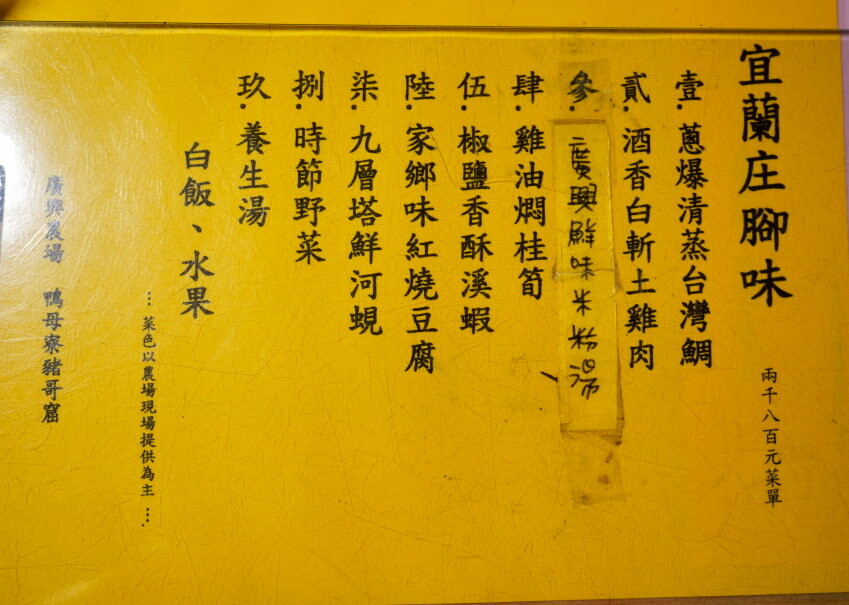 宜蘭庄腳味
兩千八百元菜單
壹.蔥爆清蒸台灣鯛
貳.酒香白斬土雞肉
參.廣興鮮味米粉湯
肆.雞油燜桂筍
伍.椒鹽香酥溪蝦
陸.家鄉味紅燒豆腐
柒.九層塔鮮河蜆
捌.時節野菜
玖.養生湯
白飯、水果
…菜色以農場現場提供為主…
廣興農場 鴨母寮豬哥窟